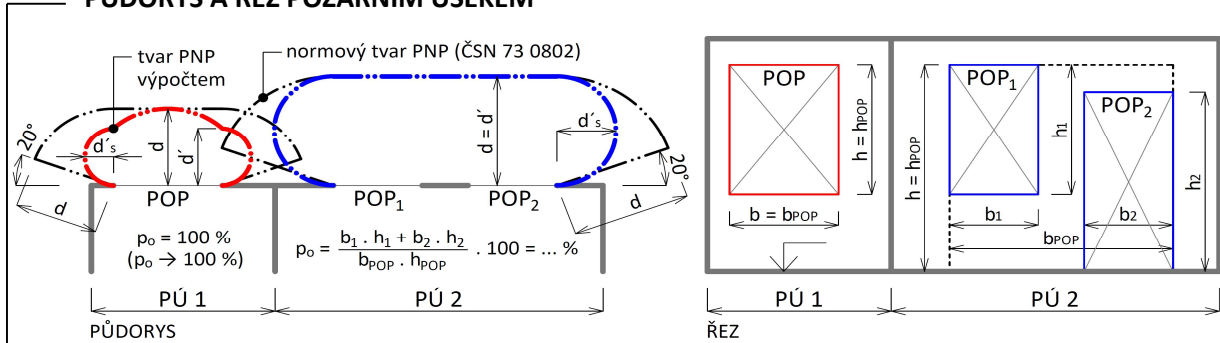 PŮDORYS A ŘEZ POŽÁRNÍM ÚSEKEM
tvar PNP
výpočtem
normový tvar PNP (ČSN 73 0802)
20°
d´s
d
d´
d
POP
d = d´
d´s
20°
d
POP1
POP2
po = 100 %
(po → 100 %)
po = (b1 . h1 + b2 . h2) / (bPOP . hPOP) . 100 = ... %
PÚ 1
PÚ 2
PŮDORYS
POP
h = hPOP
b = bPOP
h = hPOP
POP1
h1
POP2
h2
b1
b2
bPOP
PÚ 1
PÚ 2
ŘEZ